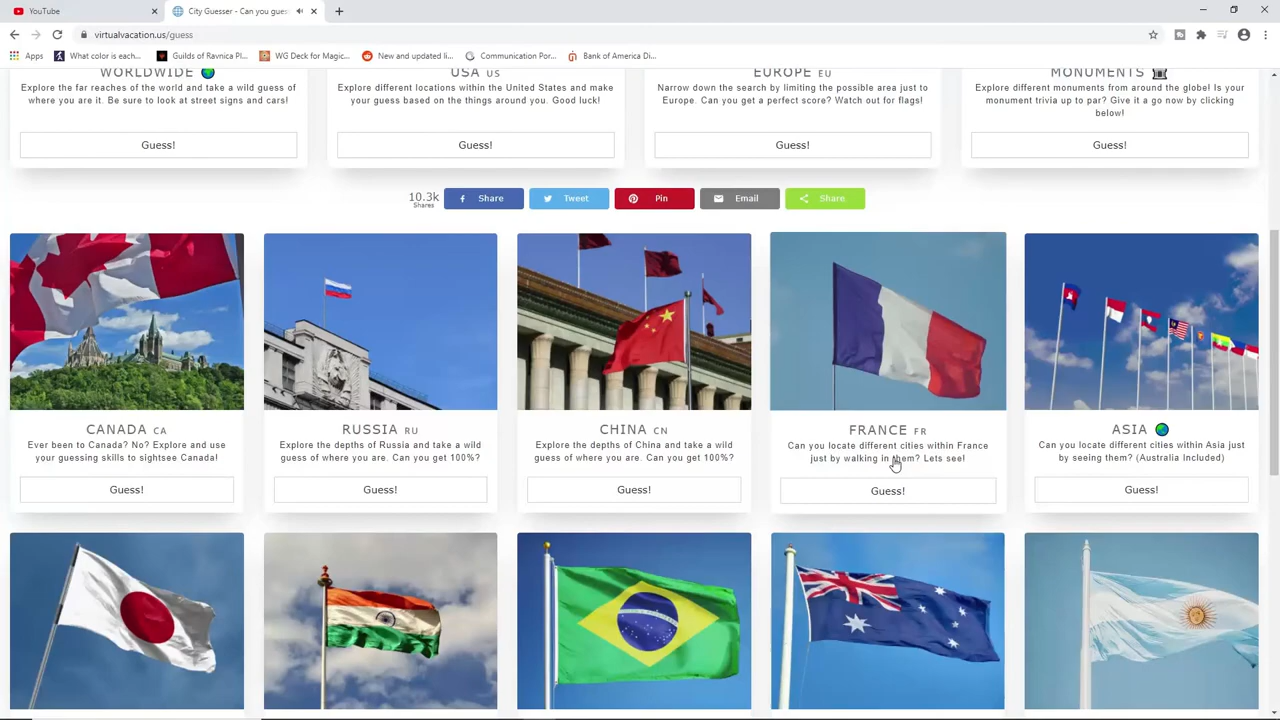 YouTube
City Guesser - Can you gues
virtualvacation.us/guess
Apps
What color is each...
Guilds of Ravnica Pl...
WG Deck for Magic...
New and updated li...
Communication Por...
Bank of America Di...
WORLDWIDE
Explore the far reaches of the world and take a wild guess of
where you are it. Be sure to look at street signs and cars!
Guess!
USA US
Explore different locations within the United States and make
your guess based on the things around you. Good luck!
Guess!
EUROPE EU
Narrow down the search by limiting the possible area just to
Europe. Can you get a perfect score? Watch out for flags!
Guess!
MONUMENTS
Explore different monuments from around the globe! Is your
monument trivia up to par? Give it a go now by clicking
below!
Guess!
10.3k
Shares
Share
Tweet
Pin
Email
Share
CANADA CA
Ever been to Canada? No? Explore and use
your guessing skills to sightsee Canada!
Guess!
RUSSIA RU
Explore the depths of Russia and take a wild
guess of where you are. Can you get 100%?
Guess!
CHINA CN
Explore the depths of China and take a wild
guess of where you are. Can you get 100%?
Guess!
FRANCE FR
Can you locate different cities within France
just by walking in them? Lets see!
Guess!
ASIA
Can you locate different cities within Asia just
by seeing them? (Australia Included)
Guess!